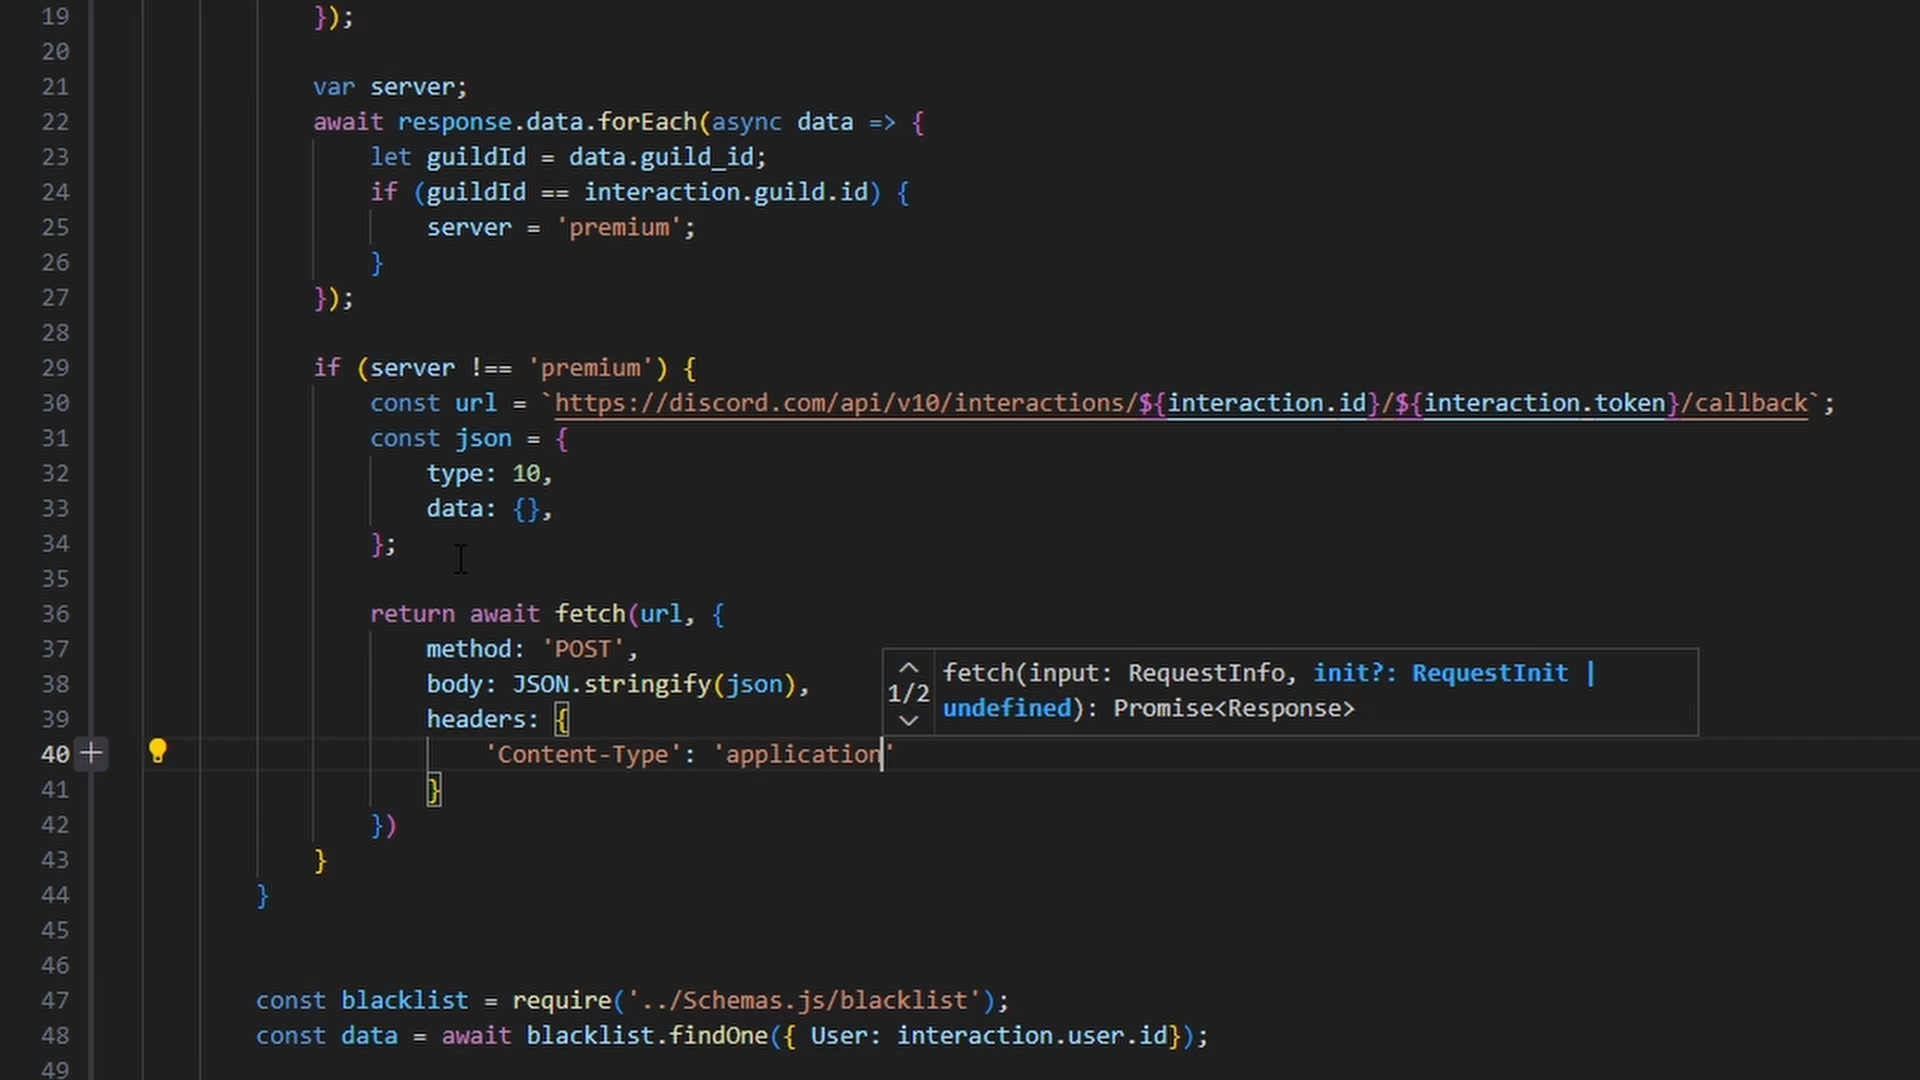 19 });
20
21 var server;
22 await response.data.forEach(async data => {
23 let guildId = data.guild_id;
24 if (guildId == interaction.guild.id) {
25 server = 'premium';
26 }
27 });
28
29 if (server !== 'premium') {
30 const url = `https://discord.com/api/v10/interactions/${interaction.id}/${interaction.token}/callback`;
31 const json = {
32 type: 10,
33 data: {},
34 };
35
36 return await fetch(url, {
37 method: 'POST',
38 body: JSON.stringify(json),
39 headers: {
1/2 fetch(input: RequestInfo, init?: RequestInit |
undefined): Promise<Response>
40 'Content-Type': 'application'
41 }
42 })
43 }
44 }
45
46
47 const blacklist = require('../Schemas.js/blacklist');
48 const data = await blacklist.findOne({ User: interaction.user.id});
49